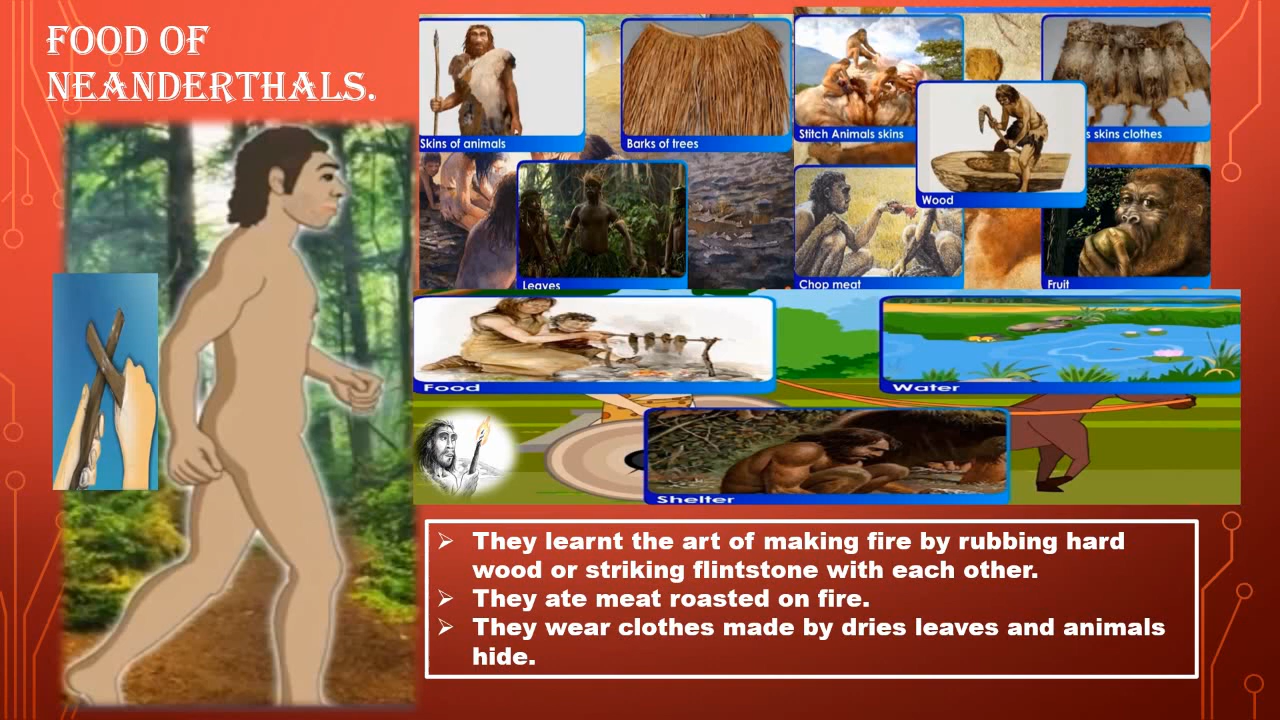 FOOD OF
NEANDERTHALS.
Skins of animals
Barks of trees
Stitch Animals skins
s skins clothes
Wood
Leaves
Chop meat
Fruit
Food
Water
Shelter
They learnt the art of making fire by rubbing hard
wood or striking flintstone with each other.
They ate meat roasted on fire.
They wear clothes made by dries leaves and animals
hide.